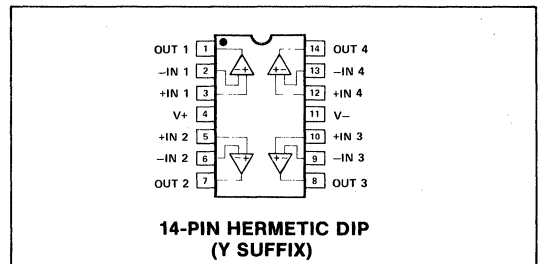 OUT 1 1 14 OUT 4
−IN 1 2 13 −IN 4
+IN 1 3 12 +IN 4
V+ 4 11 V−
+IN 2 5 10 +IN 3
−IN 2 6 9 −IN 3
OUT 2 7 8 OUT 3
14-PIN HERMETIC DIP
(Y SUFFIX)